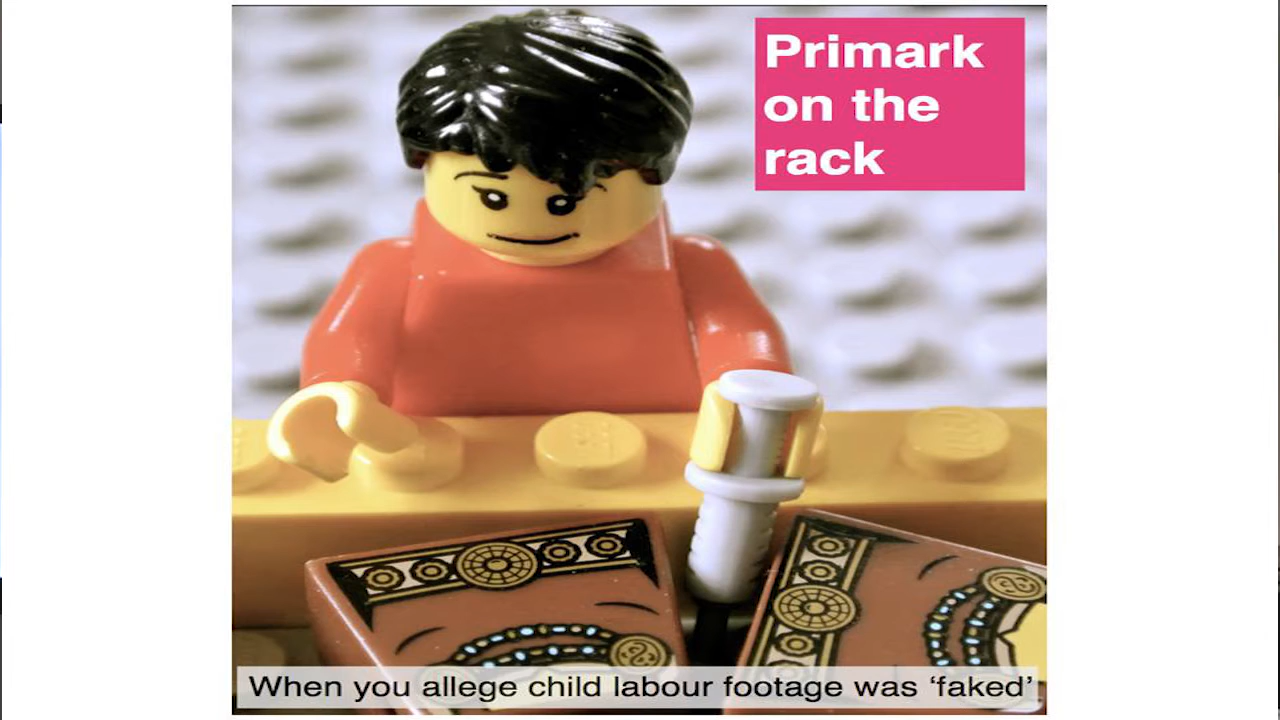 Primark
on the
rack
When you allege child labour footage was ‘faked’